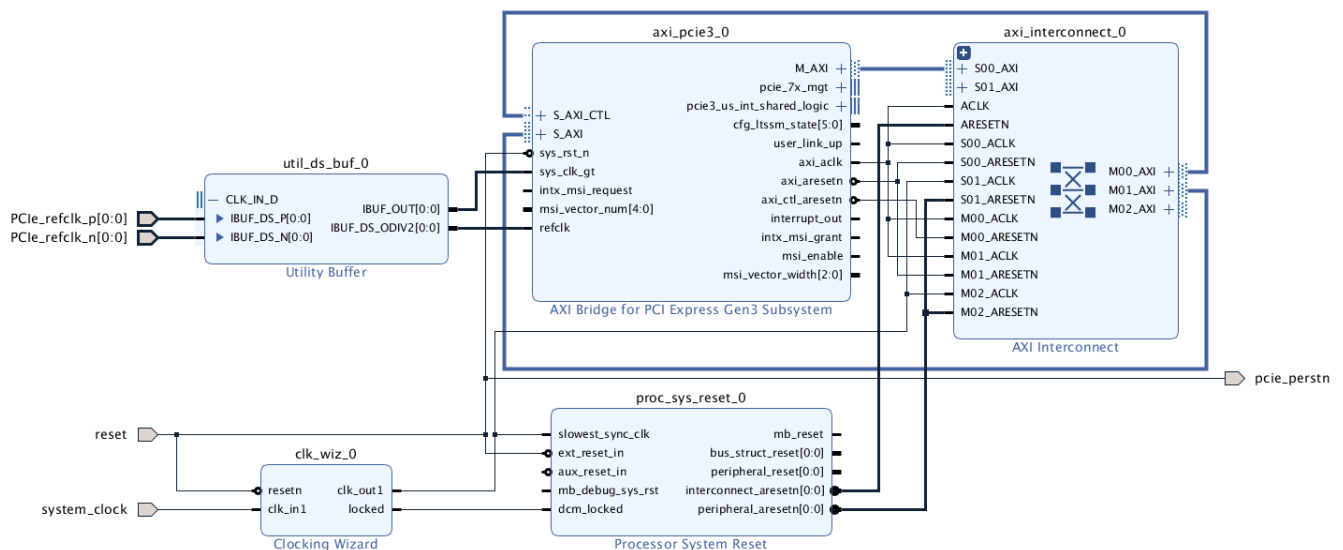 axi_pcie3_0
axi_interconnect_0
M_AXI
S00_AXI
pcie_7x_mgt
S01_AXI
pcie3_us_int_shared_logic
ACLK
S_AXI_CTL
cfg_ltssm_state[5:0]
ARESETN
S_AXI
user_link_up
S00_ACLK
util_ds_buf_0
sys_rst_n
axi_aclk
S00_ARESETN
M00_AXI
sys_clk_gt
axi_aresetn
S01_ACLK
M01_AXI
CLK_IN_D
intx_msi_request
axi_ctl_aresetn
S01_ARESETN
M02_AXI
IBUF_OUT[0:0]
msi_vector_num[4:0]
interrupt_out
M00_ACLK
PCIe_refclk_p[0:0]
IBUF_DS_P[0:0]
IBUF_DS_ODIV2[0:0]
refclk
intx_msi_grant
M00_ARESETN
PCIe_refclk_n[0:0]
IBUF_DS_N[0:0]
msi_enable
M01_ACLK
Utility Buffer
msi_vector_width[2:0]
M01_ARESETN
M02_ACLK
AXI Bridge for PCI Express Gen3 Subsystem
M02_ARESETN
AXI Interconnect
pcie_perstn
proc_sys_reset_0
reset
slowest_sync_clk
mb_reset
clk_wiz_0
ext_reset_in
bus_struct_reset[0:0]
aux_reset_in
peripheral_reset[0:0]
resetn
clk_out1
mb_debug_sys_rst
interconnect_aresetn[0:0]
system_clock
clk_in1
locked
dcm_locked
peripheral_aresetn[0:0]
Clocking Wizard
Processor System Reset